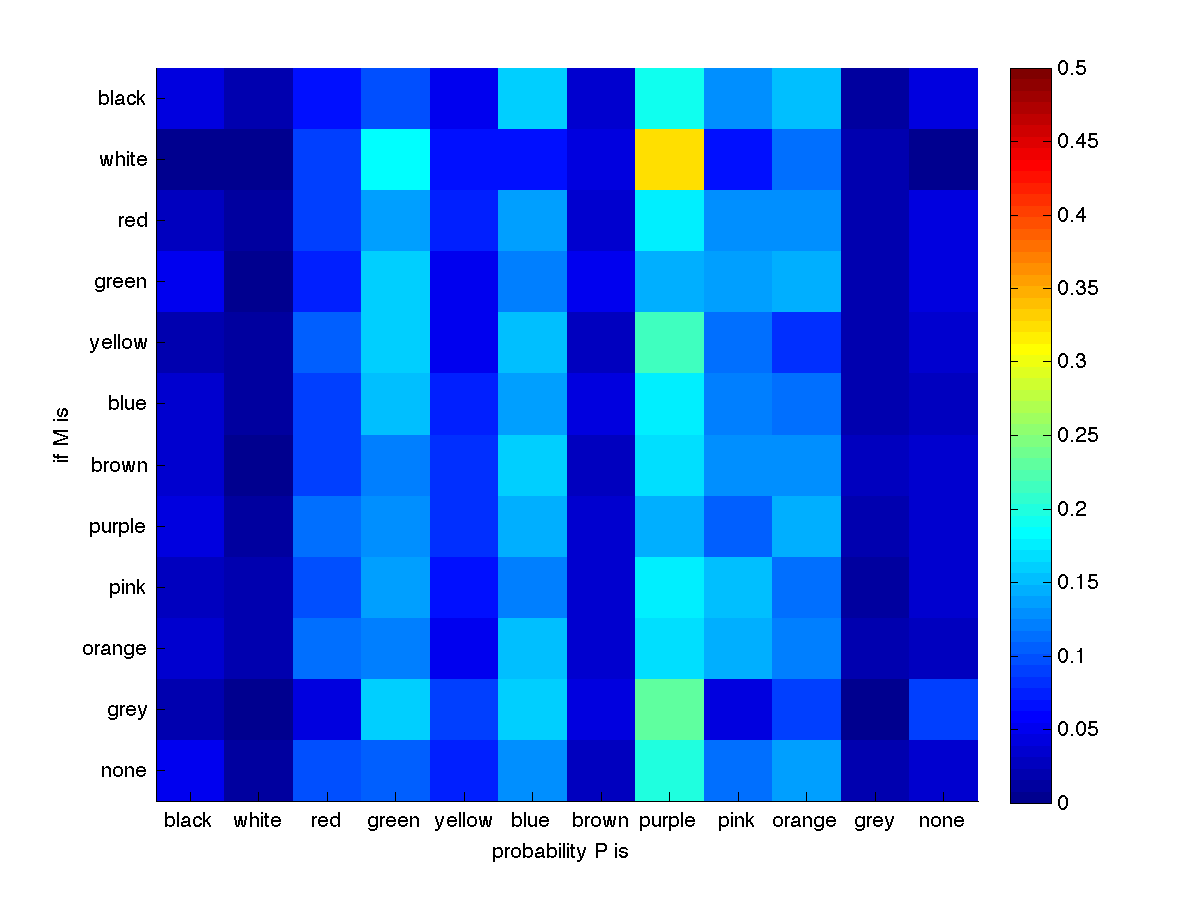 black
white
red
green
yellow
blue
brown
purple
pink
orange
grey
none
if M is
black white red green yellow blue brown purple pink orange grey none
probability P is
0.5
0.45
0.4
0.35
0.3
0.25
0.2
0.15
0.1
0.05
0